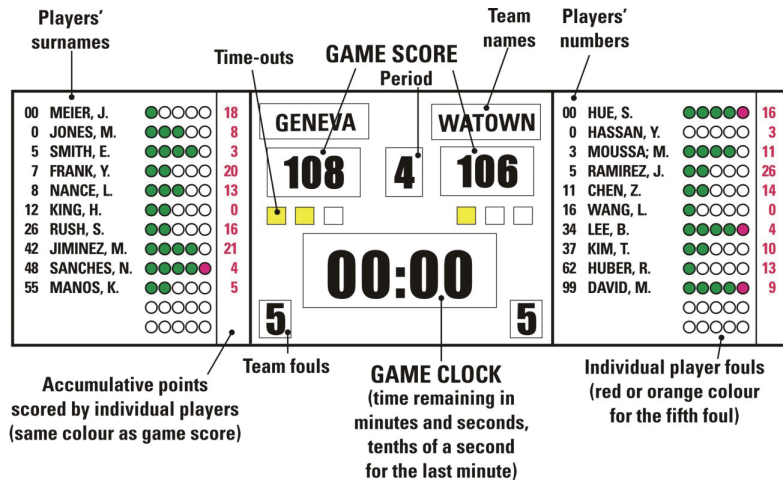 Players'
surnames
Time-outs
GAME SCORE
Period
Team
names
Players'
numbers
00 MEIER, J. 18
0 JONES, M. 8
5 SMITH, E. 3
7 FRANK, Y. 20
8 NANCE, L. 13
12 KING, H. 0
26 RUSH, S. 16
42 JIMINEZ, M. 21
48 SANCHES, N. 4
55 MANOS, K. 5
GENEVA WATOWN
108 4 106
00:00
5 5
00 HUE, S. 16
0 HASSAN, Y. 3
3 MOUSSA; M. 11
5 RAMIREZ, J. 26
11 CHEN, Z. 14
16 WANG, L. 0
34 LEE, B. 4
37 KIM, T. 10
62 HUBER, R. 13
99 DAVID, M. 9
Accumulative points
scored by individual players
(same colour as game score)
Team fouls
GAME CLOCK
(time remaining in
minutes and seconds,
tenths of a second
for the last minute)
Individual player fouls
(red or orange colour
for the fifth foul)